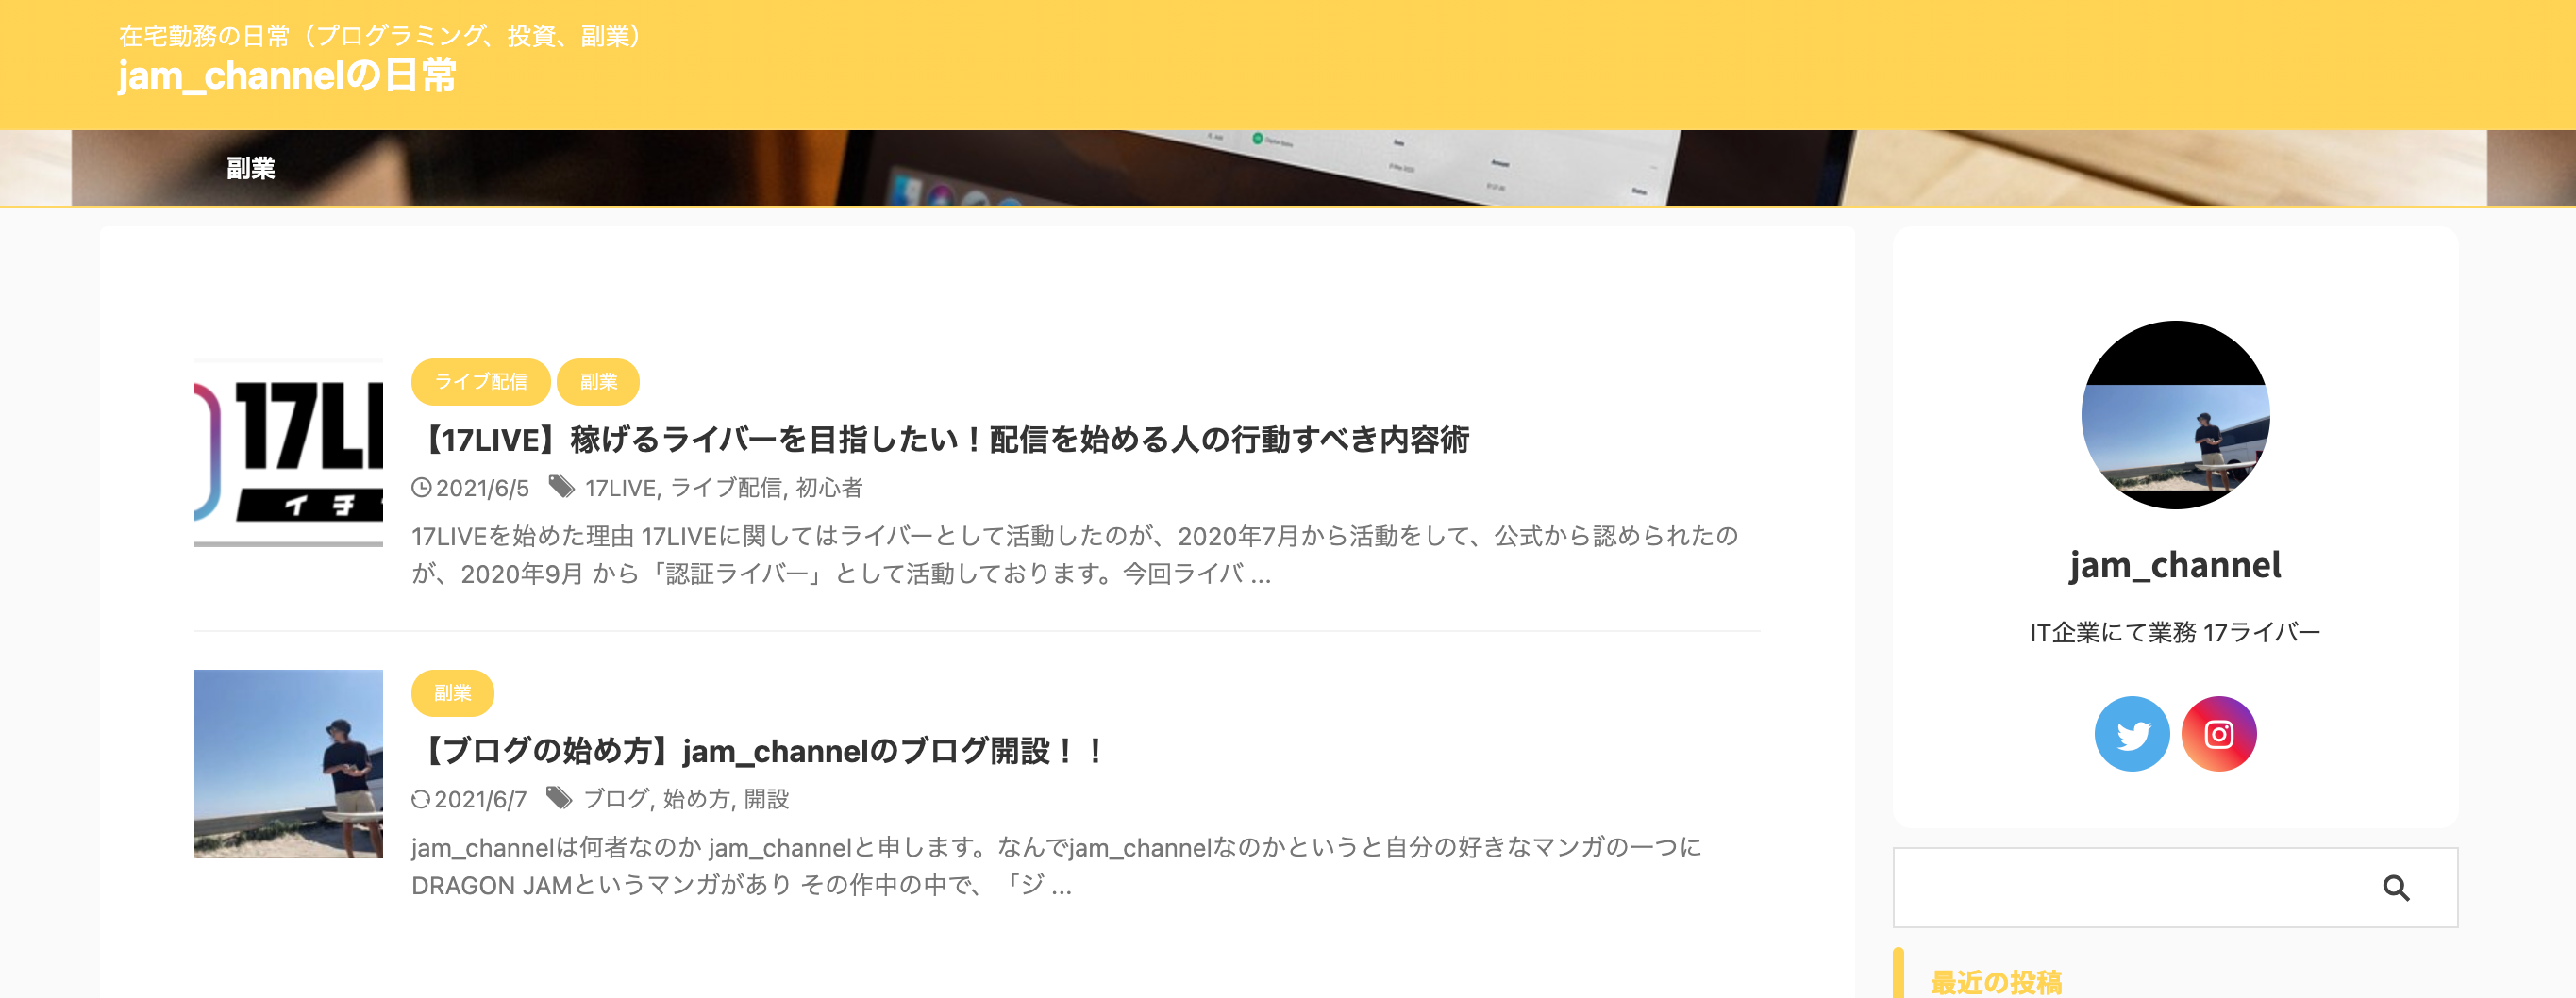 在宅勤務の日常（プログラミング、投資、副業）
jam_channelの日常
副業
17LI
イチ
ライブ配信 副業
【17LIVE】稼げるライバーを目指したい！配信を始める人の行動すべき内容術
2021/6/5 17LIVE, ライブ配信, 初心者
17LIVEを始めた理由 17LIVEに関してはライバーとして活動したのが、2020年7月から活動をして、公式から認められたの
が、2020年9月 から「認証ライバー」として活動しております。今回ライバ ...
副業
【ブログの始め方】jam_channelのブログ開設！！
2021/6/7 ブログ, 始め方, 開設
jam_channelは何者なのか jam_channelと申します。なんでjam_channelなのかというと自分の好きなマンガの一つに
DRAGON JAMというマンガがあり その作中の中で、「ジ ...
jam_channel
IT企業にて業務 17ライバー
最近の投稿